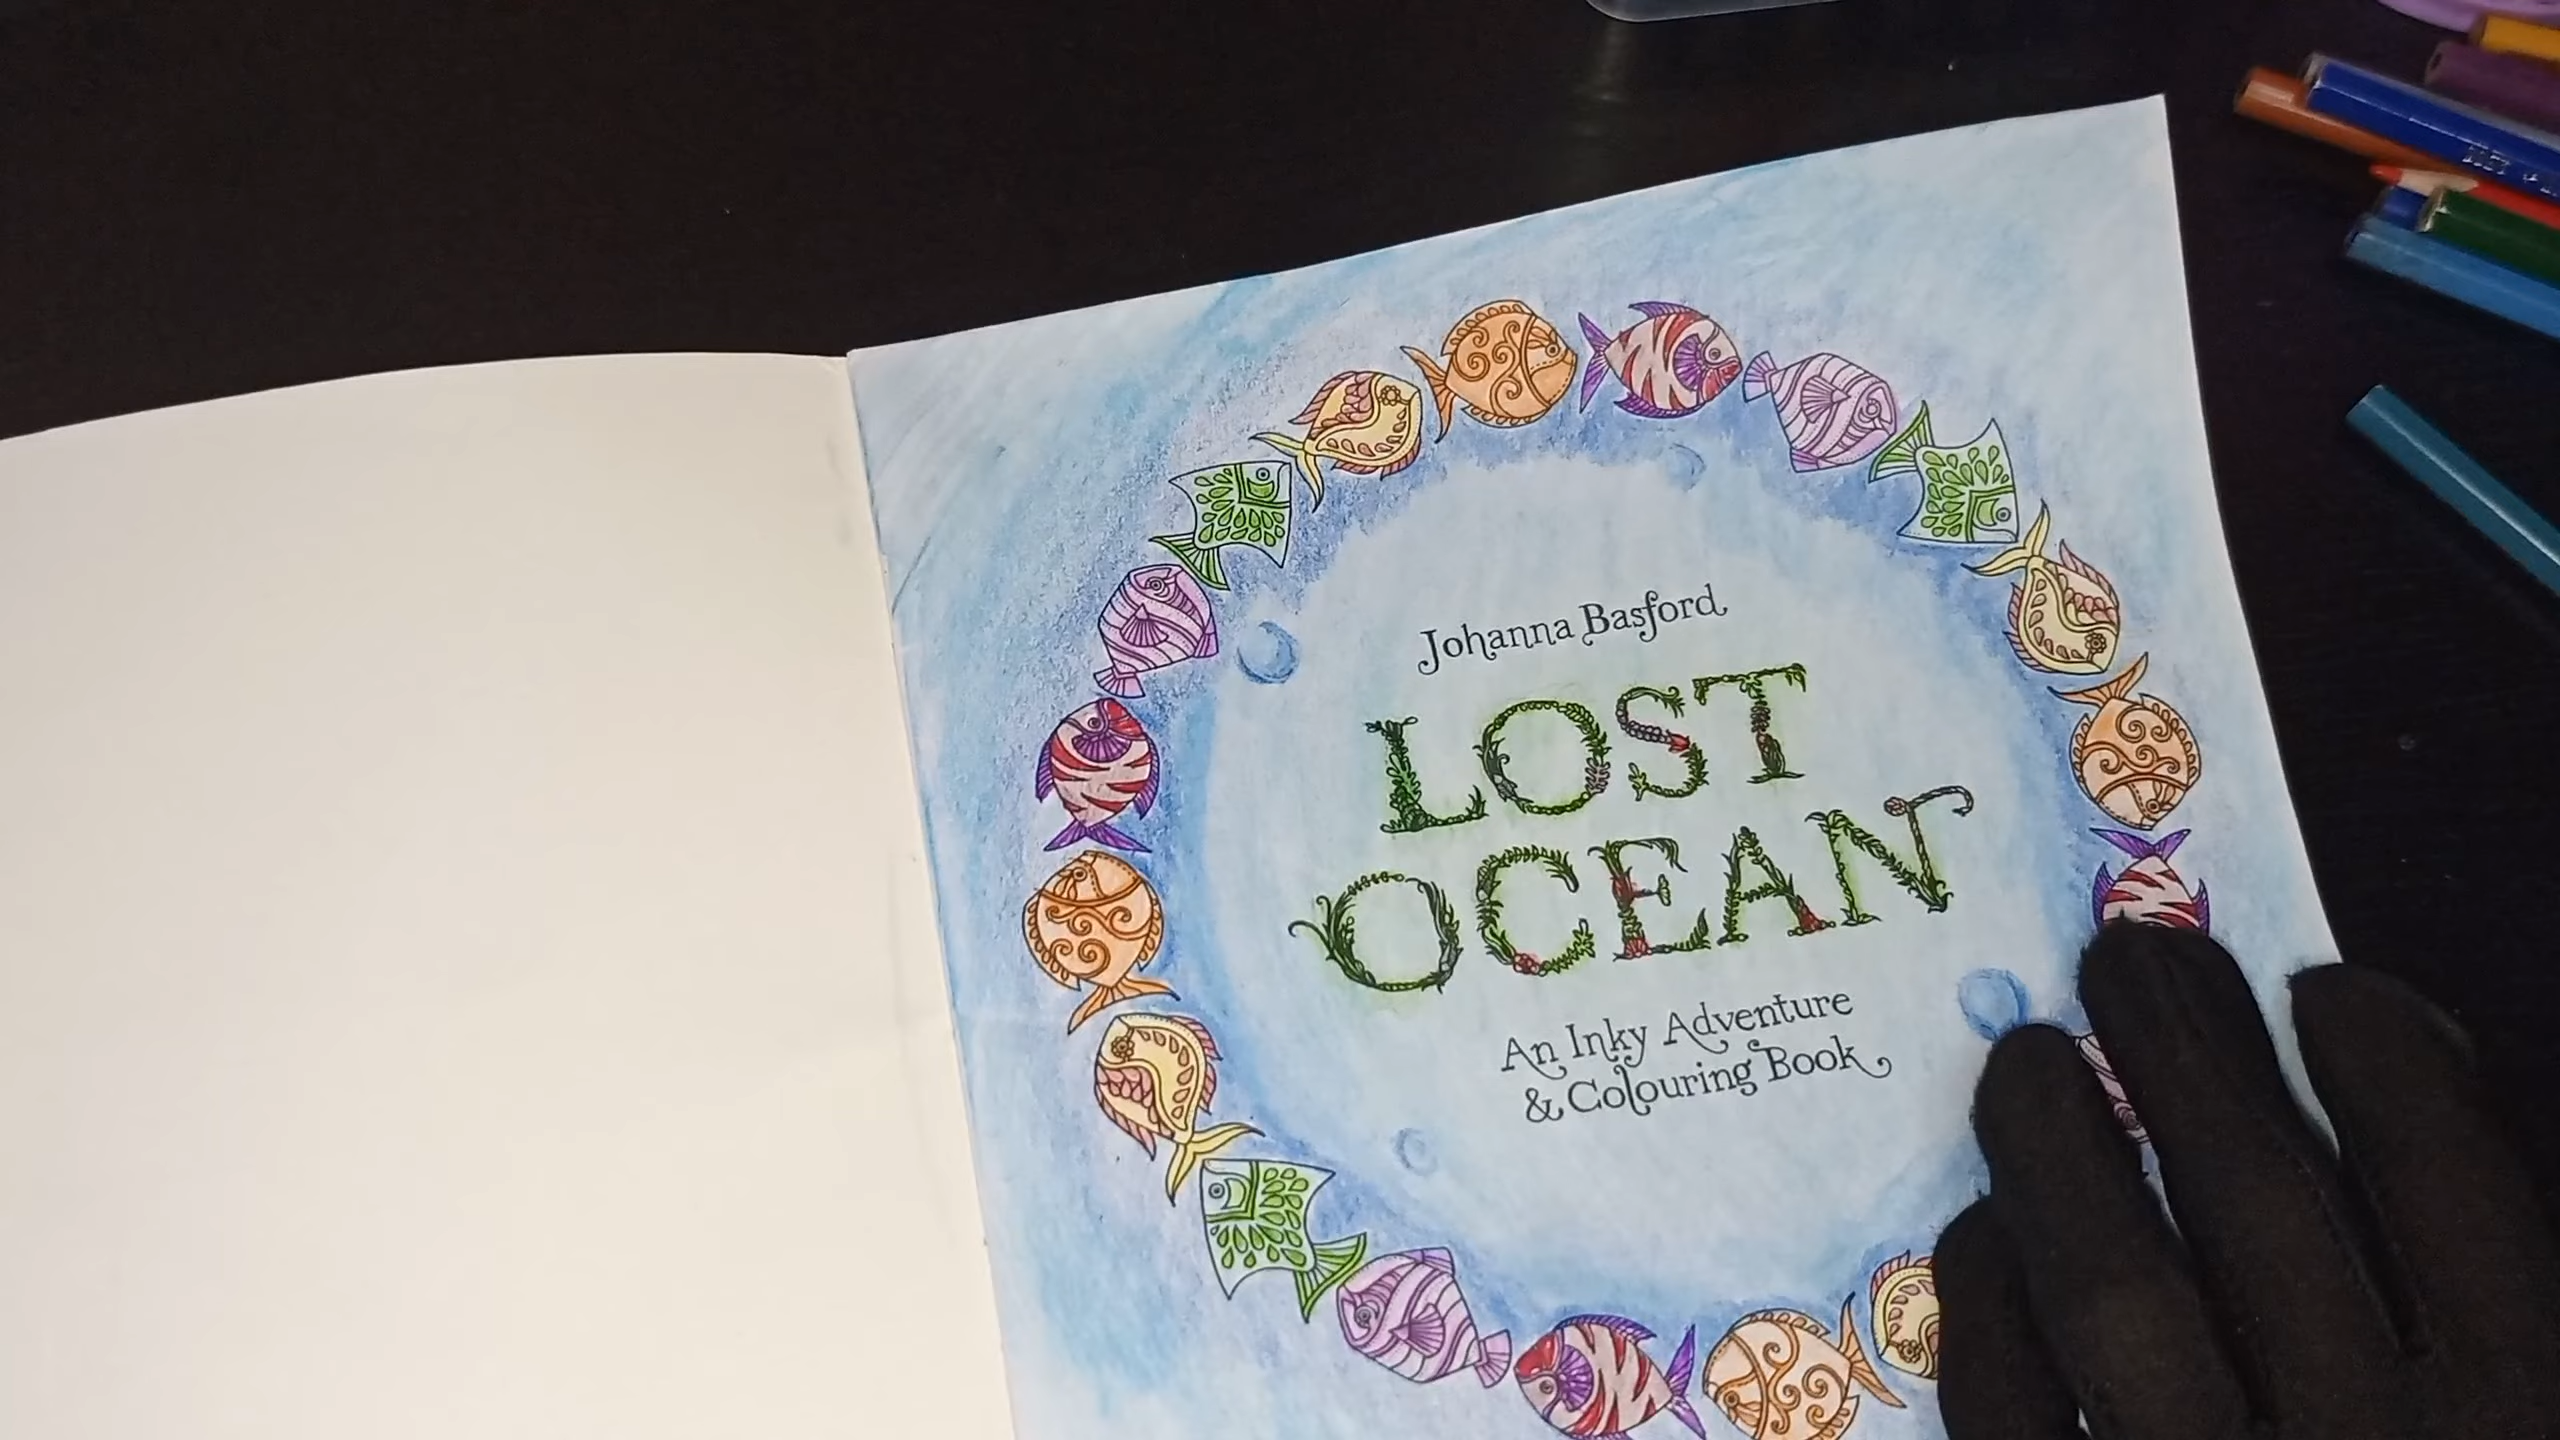 Johanna Basford
LOST
OCEAN
An Inky Adventure
& Colouring Book